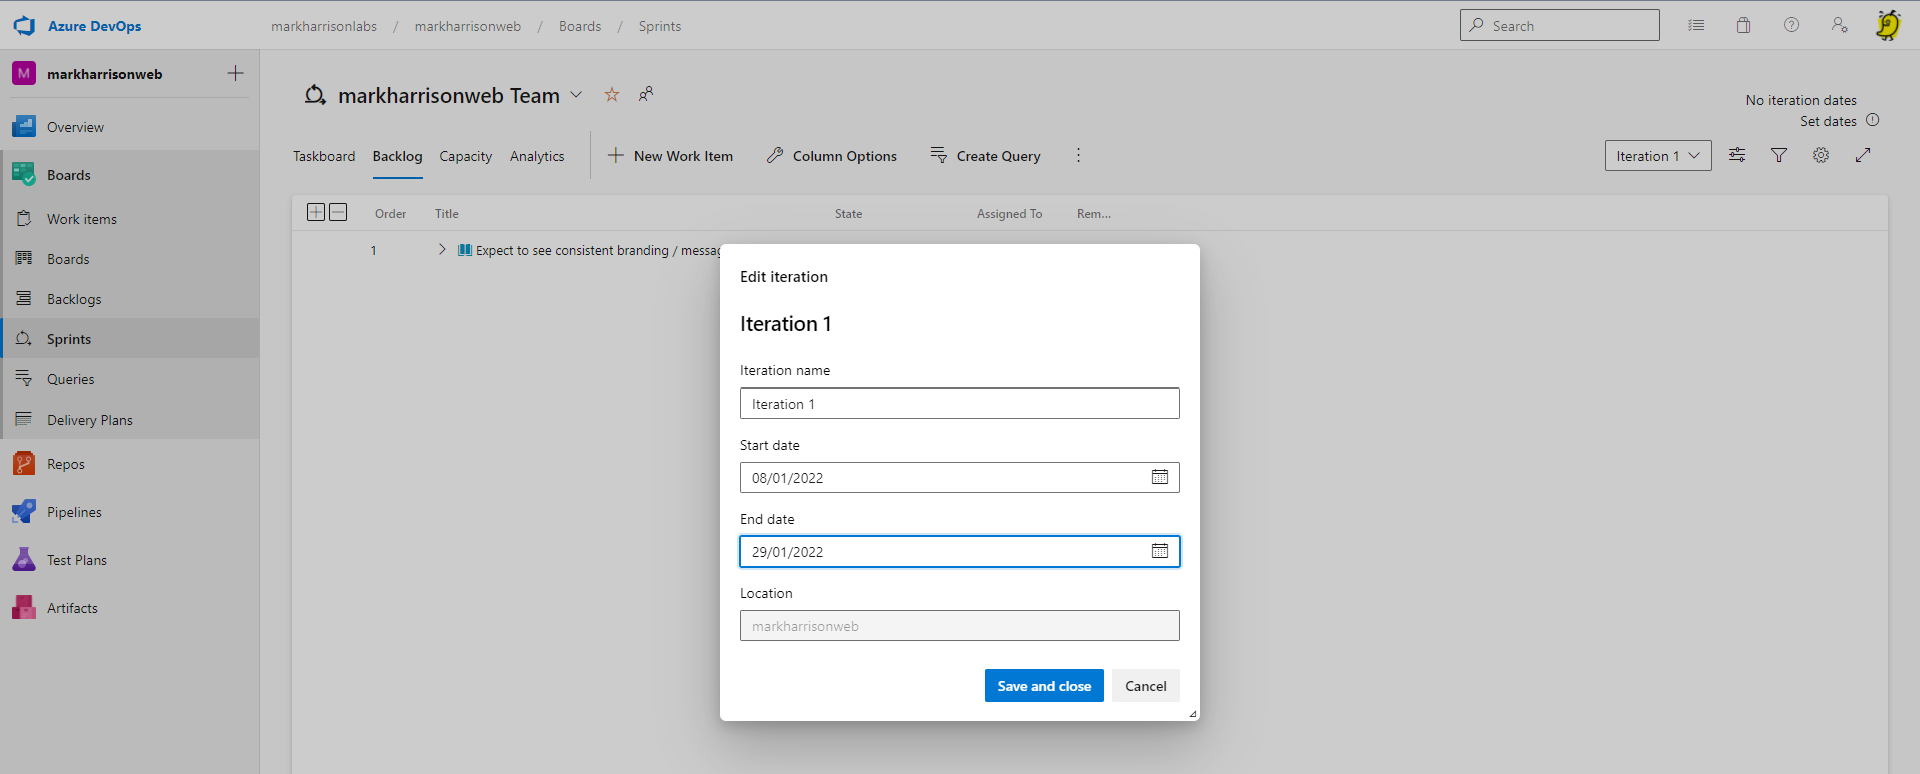 Azure DevOps
markharrisonlabs / markharrisonweb / Boards / Sprints
Search
M markharrisonweb
Overview
Boards
Work items
Boards
Backlogs
Sprints
Queries
Delivery Plans
Repos
Pipelines
Test Plans
Artifacts
markharrisonweb Team
No iteration dates
Set dates
Taskboard Backlog Capacity Analytics New Work Item Column Options Create Query
Iteration 1
Order Title State Assigned To Rem...
1 Expect to see consistent branding / messag
Edit iteration
Iteration 1
Iteration name
Iteration 1
Start date
08/01/2022
End date
29/01/2022
Location
markharrisonweb
Save and close Cancel